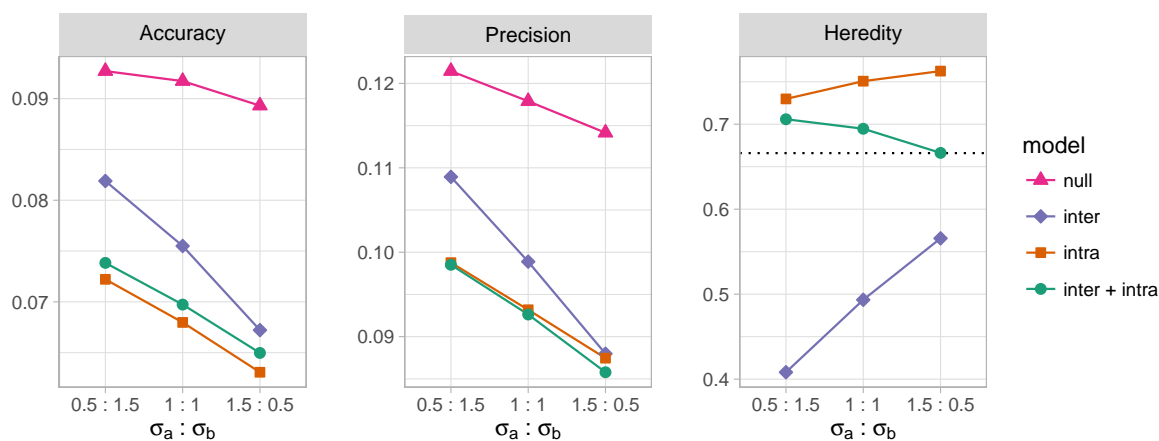 Accuracy
Precision
Heredity
0.09
0.08
0.07
0.12
0.11
0.10
0.09
0.7
0.6
0.5
0.4
0.5 : 1.5 1 : 1 1.5 : 0.5
0.5 : 1.5 1 : 1 1.5 : 0.5
0.5 : 1.5 1 : 1 1.5 : 0.5
σa : σb
σa : σb
σa : σb
model
null
inter
intra
inter + intra